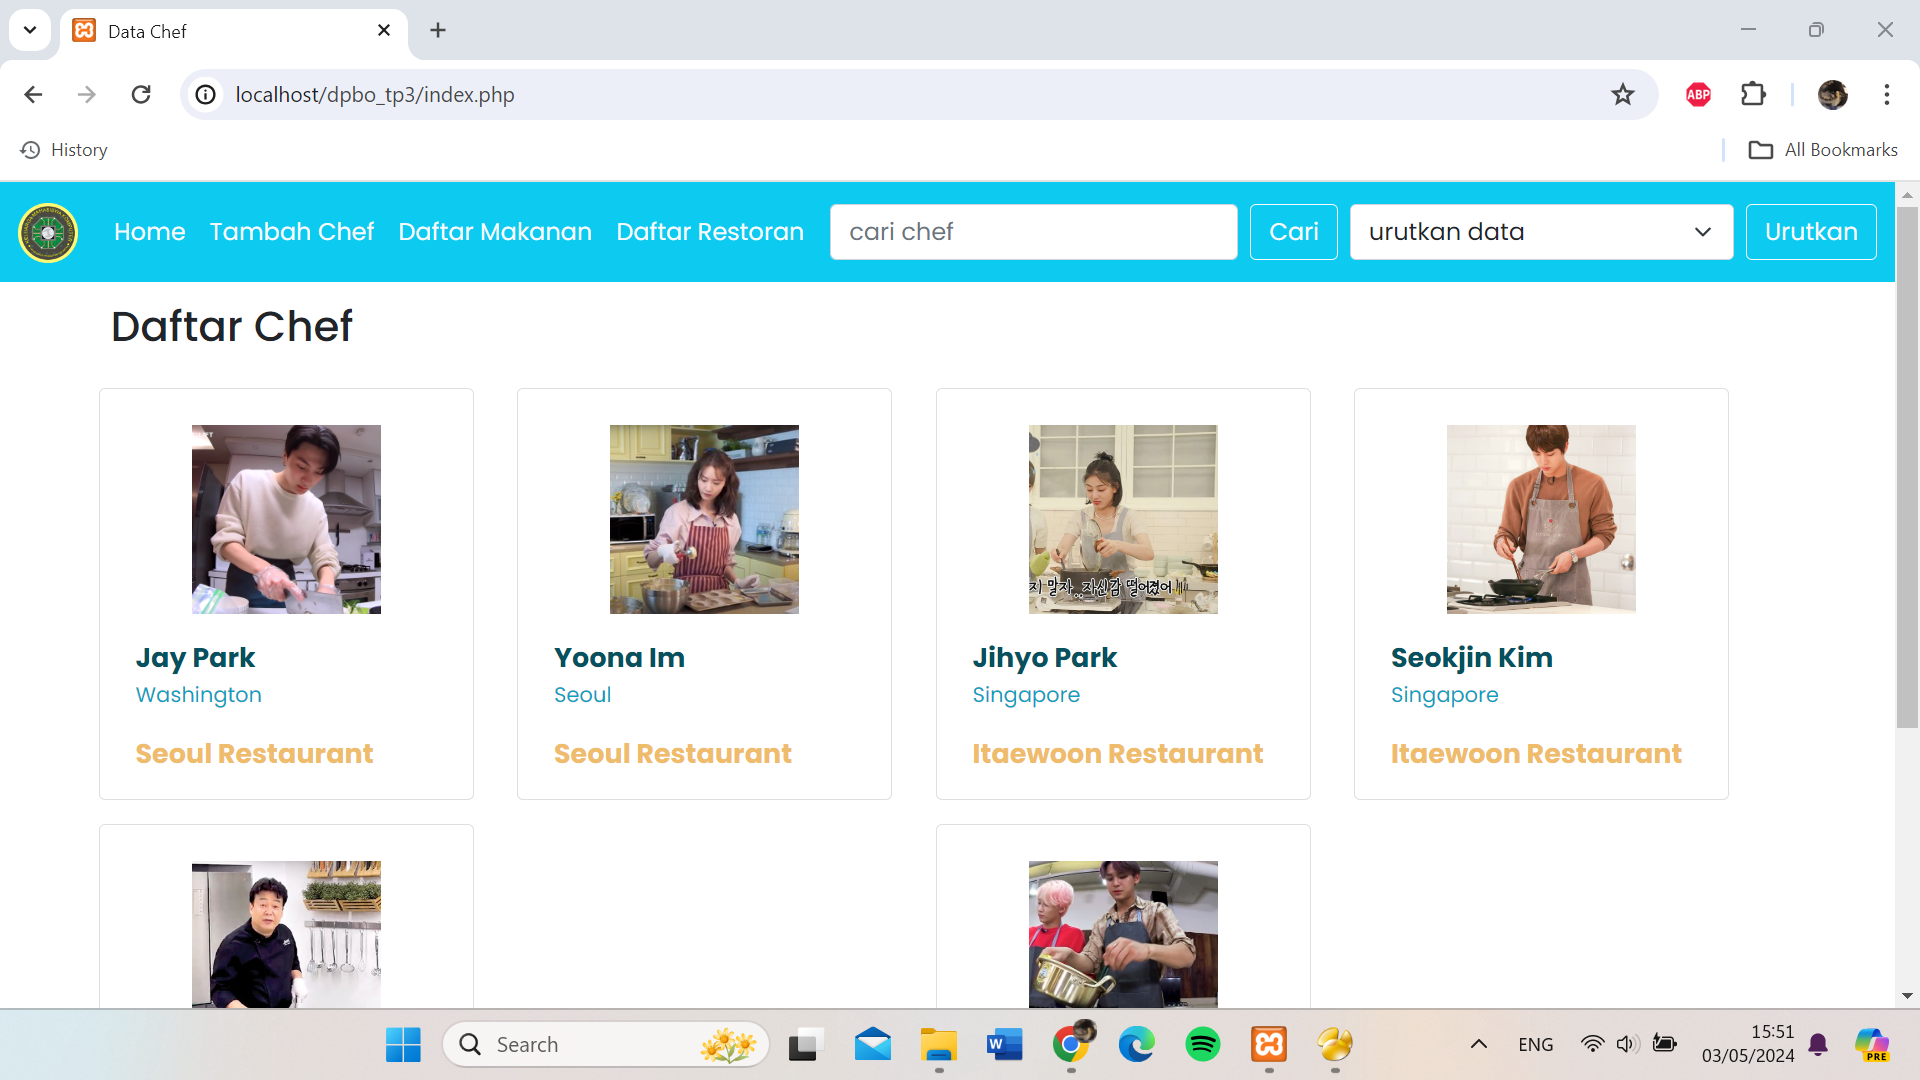 Data Chef
localhost/dpbo_tp3/index.php
ABP
History
All Bookmarks
Home Tambah Chef Daftar Makanan Daftar Restoran cari chef Cari urutkan data Urutkan
Daftar Chef
지 말자..자신감 떨어졌어
Jay Park
Washington
Seoul Restaurant
Yoona Im
Seoul
Seoul Restaurant
Jihyo Park
Singapore
Itaewoon Restaurant
Seokjin Kim
Singapore
Itaewoon Restaurant
Search
W
ENG
15:51
03/05/2024
PRE